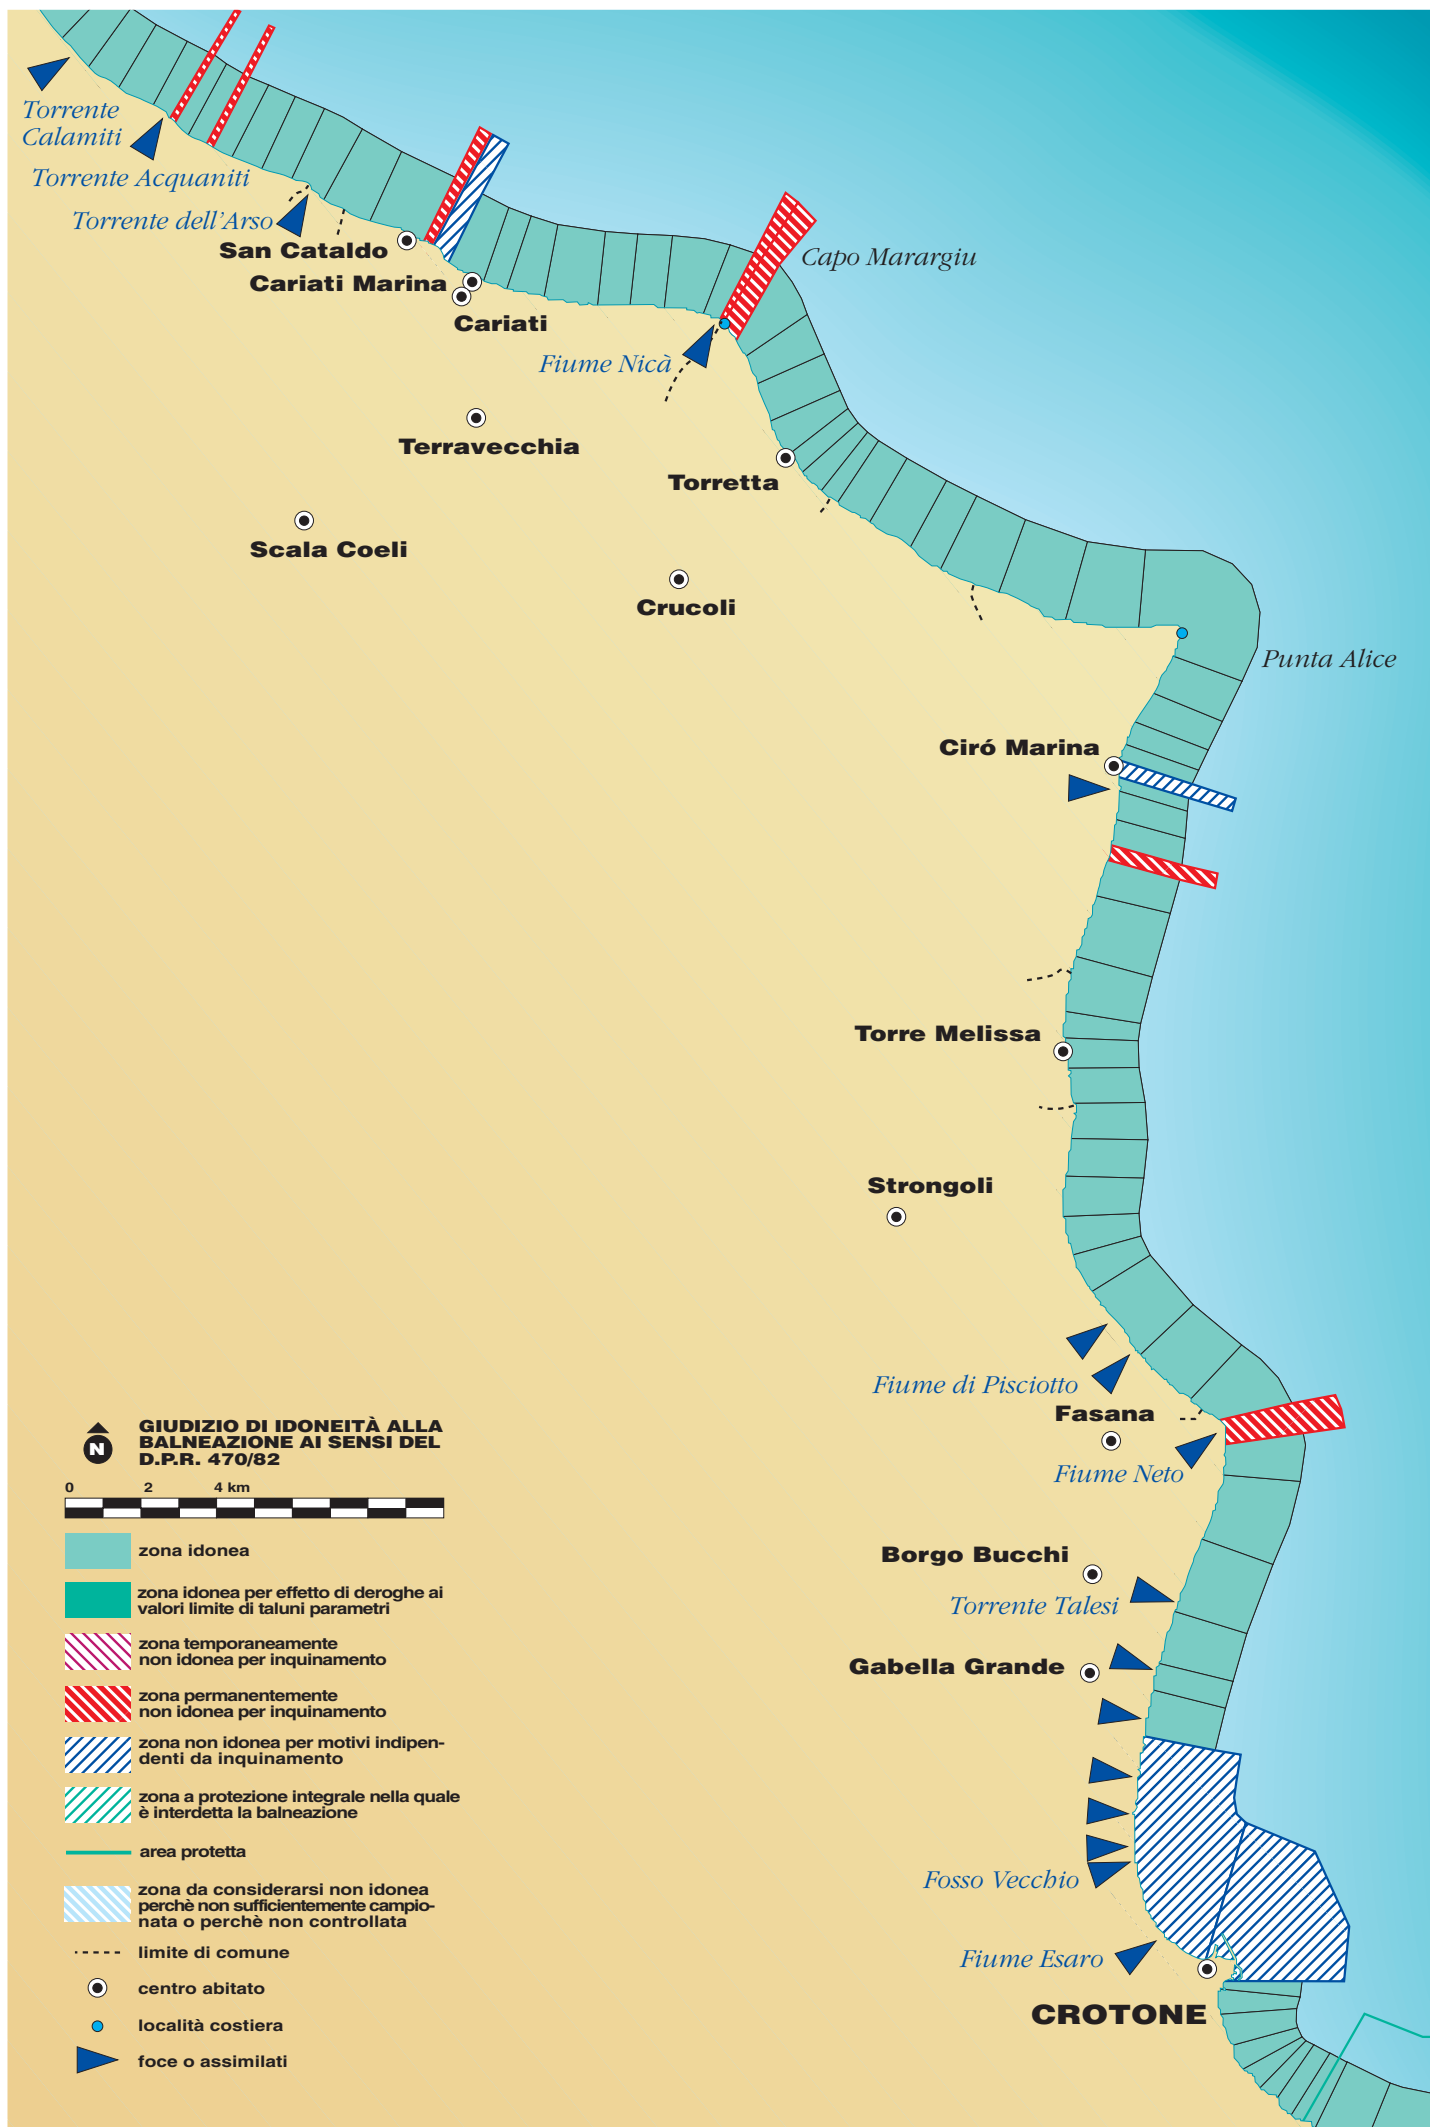 Torrente
Calamiti
Torrente Acquaniti
Torrente dell'Arso
San Cataldo
Cariati Marina
Cariati
Capo Marargiu
Fiume Nicà
Terravecchia
Torretta
Scala Coeli
Crucoli
Punta Alice
Ciró Marina
Torre Melissa
Strongoli
Fiume di Pisciotto
Fasana
Fiume Neto
Borgo Bucchi
Torrente Talesi
Gabella Grande
Fosso Vecchio
Fiume Esaro
CROTONE
N
GIUDIZIO DI IDONEITÀ ALLA
BALNEAZIONE AI SENSI DEL
D.P.R. 470/82
0 2 4 km
zona idonea
zona idonea per effetto di deroghe ai
valori limite di taluni parametri
zona temporaneamente
non idonea per inquinamento
zona permanentemente
non idonea per inquinamento
zona non idonea per motivi indipen-
denti da inquinamento
zona a protezione integrale nella quale
è interdetta la balneazione
area protetta
zona da considerarsi non idonea
perchè non sufficientemente campio-
nata o perchè non controllata
limite di comune
centro abitato
località costiera
foce o assimilati